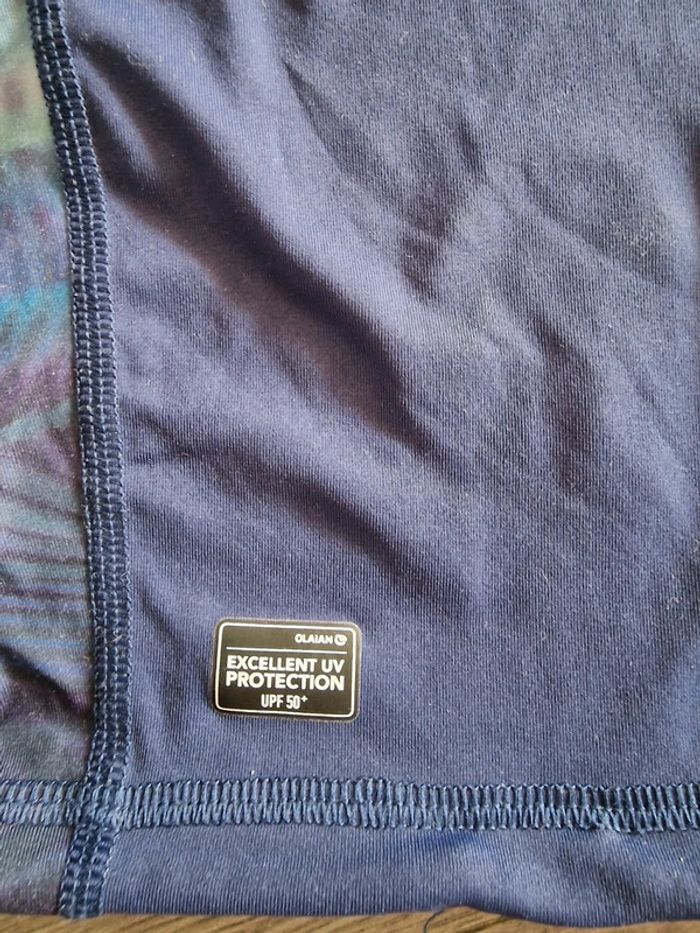 OLAIAN
EXCELLENT UV
PROTECTION
UPF 50+